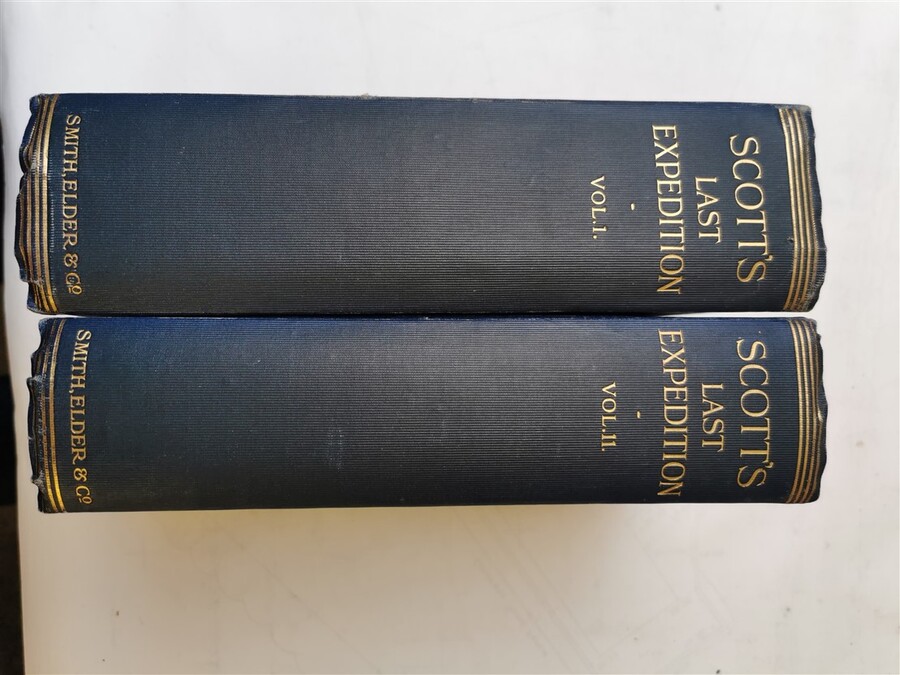 SCOTT'S
LAST
EXPEDITION
VOL.I.
SMITH, ELDER & Co
SCOTT'S
LAST
EXPEDITION
VOL.II.
SMITH, ELDER & Co